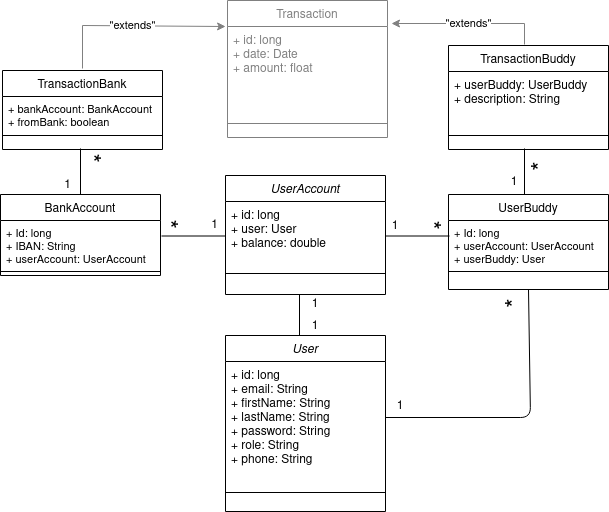 Transaction
+ id: long
+ date: Date
+ amount: float
"extends"
"extends"
TransactionBank
+ bankAccount: BankAccount
+ fromBank: boolean
TransactionBuddy
+ userBuddy: UserBuddy
+ description: String
*
1
*
1
BankAccount
+ Id: long
+ IBAN: String
+ userAccount: UserAccount
*
1
UserAccount
+ id: long
+ user: User
+ balance: double
1
*
UserBuddy
+ Id: long
+ userAccount: UserAccount
+ userBuddy: User
1
1
*
User
+ id: long
+ email: String
+ firstName: String
+ lastName: String
+ password: String
+ role: String
+ phone: String
1